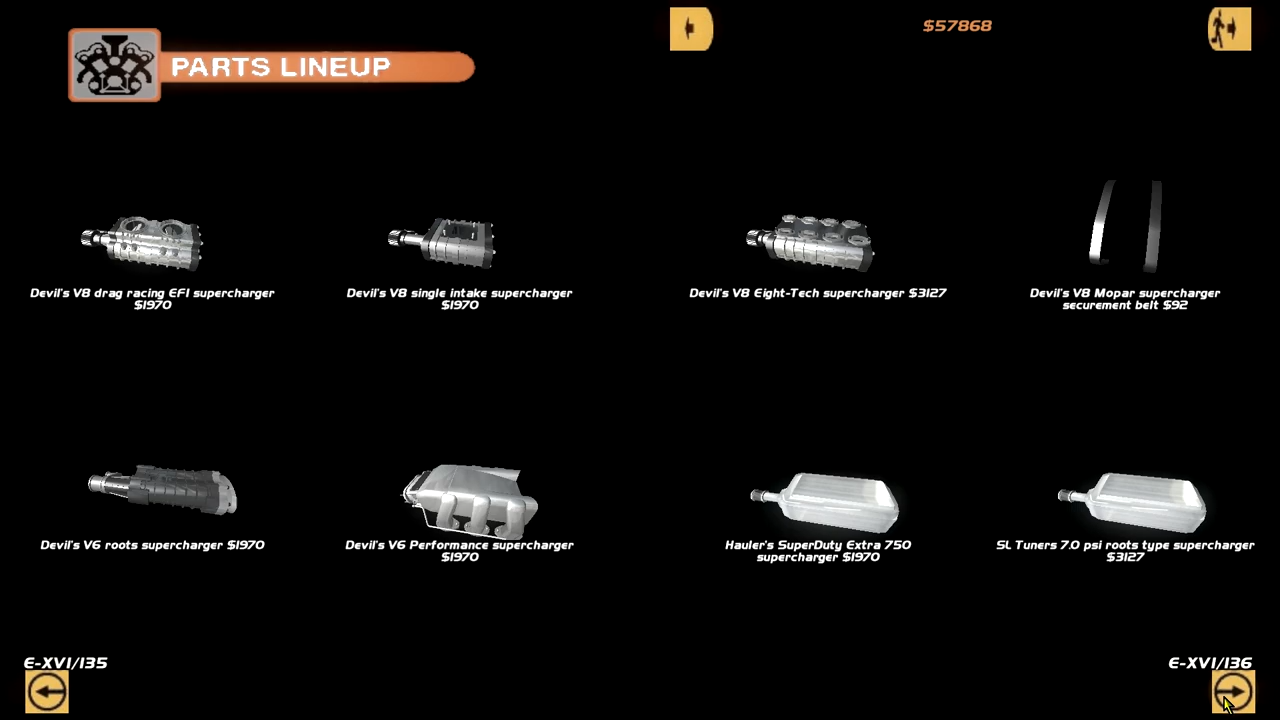 PARTS LINEUP
$57868
Devil's V8 drag racing EFI supercharger
$1970
Devil's V8 single intake supercharger
$1970
Devil's V8 Eight-Tech supercharger $3127
Devil's V8 Mopar supercharger
securement belt $92
Devil's V6 roots supercharger $1970
Devil's V6 Performance supercharger
$1970
Hauler's SuperDuty Extra 750
supercharger $1970
SL Tuners 7.0 psi roots type supercharger
$3127
E-XVI/135
E-XVI/136